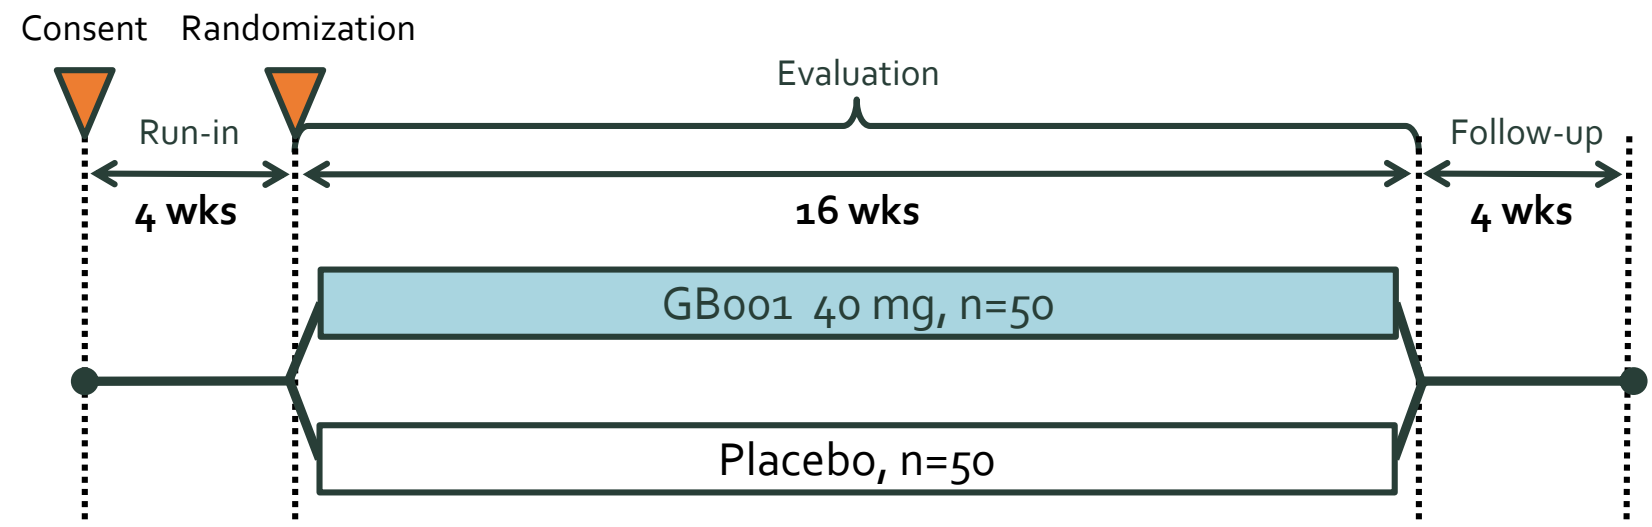 Consent
Randomization
Evaluation
Run-in
Follow-up
4 wks
16 wks
4 wks
GB001  40 mg, n=50
Placebo, n=50